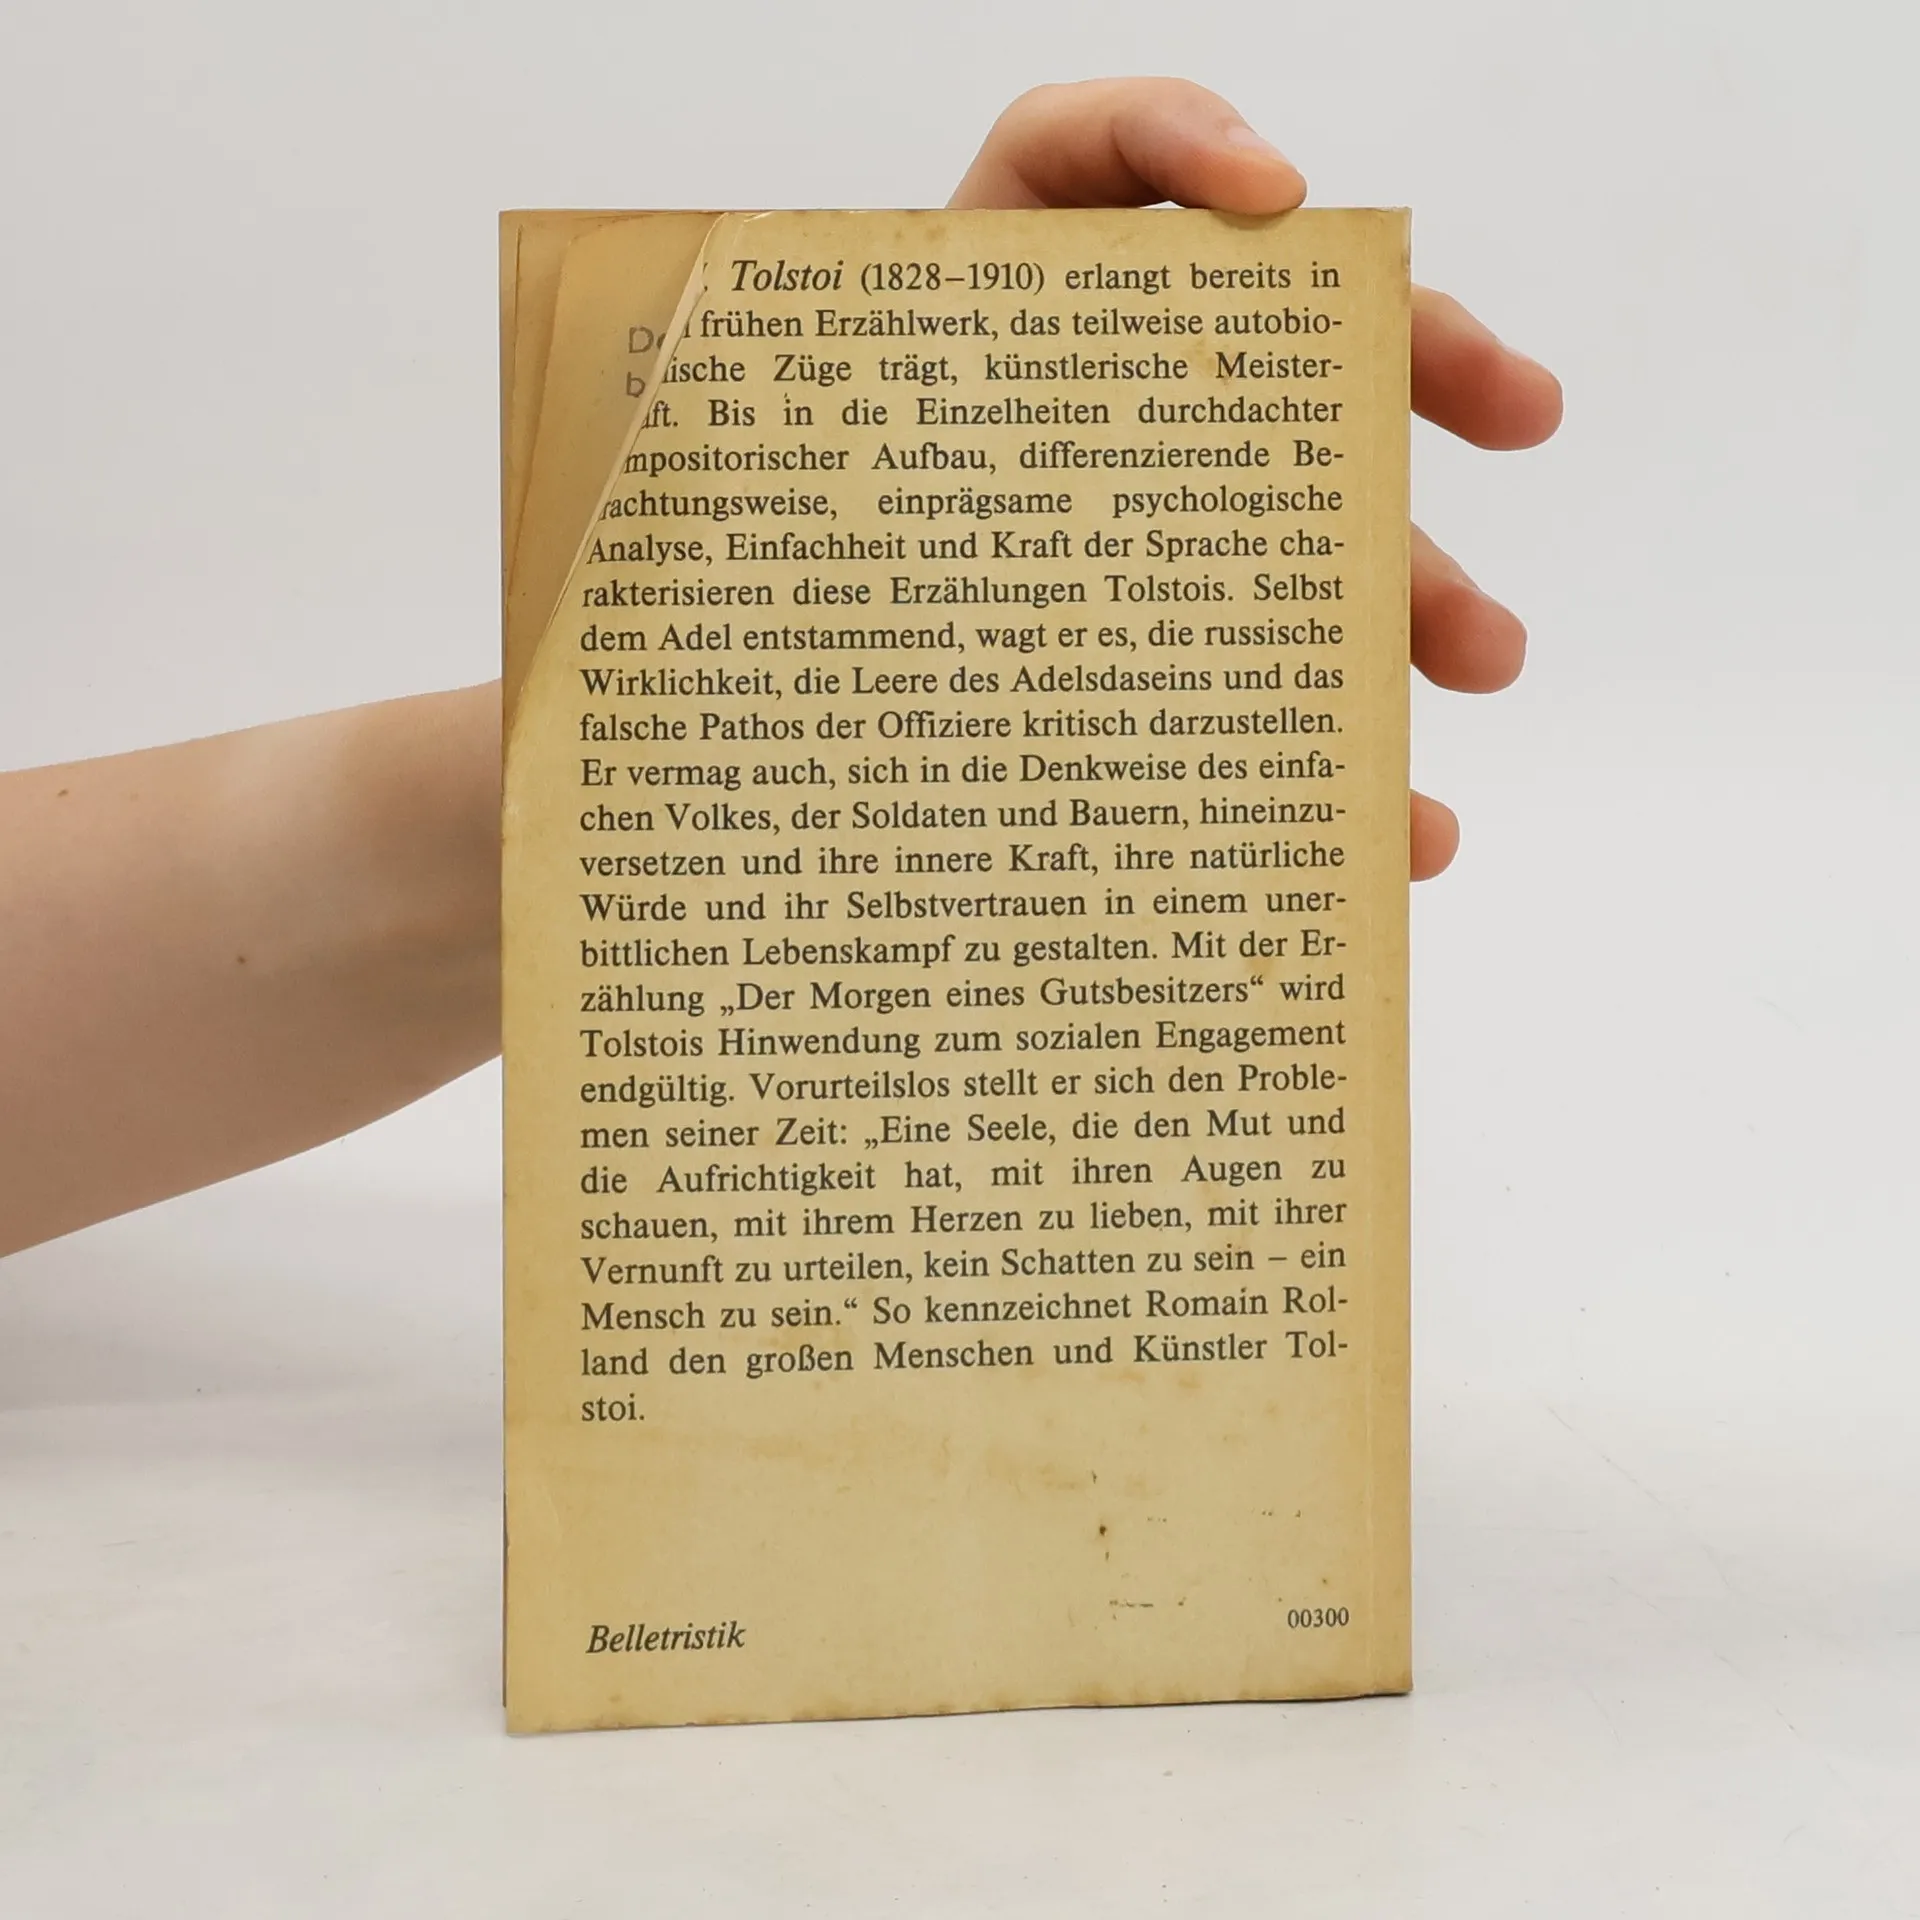 Tolstoi (1828–1910) erlangt bereits in
frühen Erzählwerk, das teilweise autobio-
Züge trägt, künstlerische Meister-
Bis in die Einzelheiten durchdachter
Aufbau, differenzierende Be-
einprägsame psychologische
Analyse, Einfachheit und Kraft der Sprache cha-
rakterisieren diese Erzählungen Tolstois. Selbst
dem Adel entstammend, wagt er es, die russische
Wirklichkeit, die Leere des Adelsdaseins und das
falsche Pathos der Offiziere kritisch darzustellen.
Er vermag auch, sich in die Denkweise des einfa-
chen Volkes, der Soldaten und Bauern, hineinzu-
versetzen und ihre innere Kraft, ihre natürliche
Würde und ihr Selbstvertrauen in einem uner-
bittlichen Lebenskampf zu gestalten. Mit der Er-
zählung „Der Morgen eines Gutsbesitzers“ wird
Tolstois Hinwendung zum sozialen Engagement
endgültig. Vorurteilslos stellt er sich den Proble-
men seiner Zeit: „Eine Seele, die den Mut und
die Aufrichtigkeit hat, mit ihren Augen zu
schauen, mit ihrem Herzen zu lieben, mit ihrer
Vernunft zu urteilen, kein Schatten zu sein – ein
Mensch zu sein.“ So kennzeichnet Romain Rol-
land den großen Menschen und Künstler Tol-
stoi.
Belletristik
00300